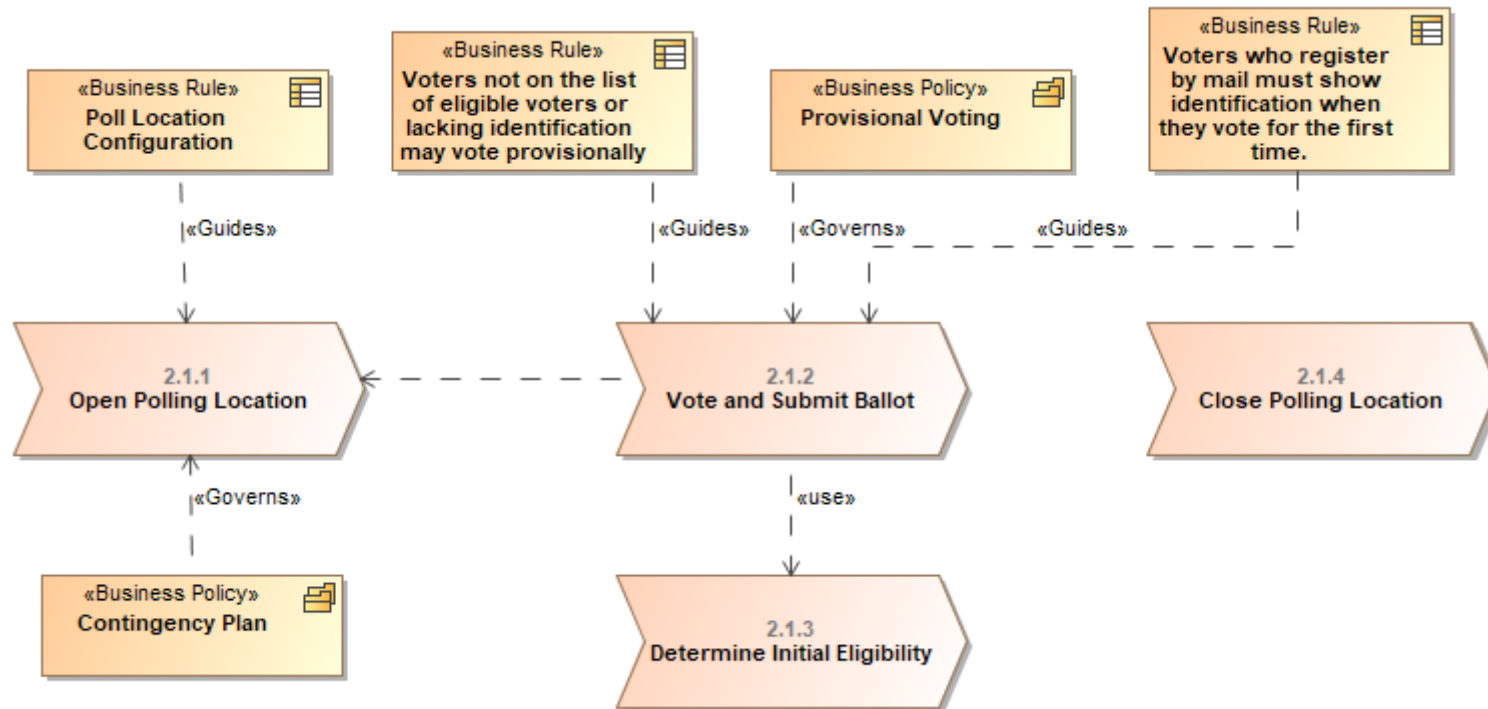 «Business Rule»
Poll Location
Configuration
«Business Rule»
Voters not on the list
of eligible voters or
lacking identification
may vote provisionally
«Business Policy»
Provisional Voting
«Business Rule»
Voters who register
by mail must show
identification when
they vote for the first
time.
«Guides»
«Guides»
«Governs»
«Guides»
2.1.1
Open Polling Location
2.1.2
Vote and Submit Ballot
2.1.4
Close Polling Location
«Governs»
«use»
«Business Policy»
Contingency Plan
2.1.3
Determine Initial Eligibility